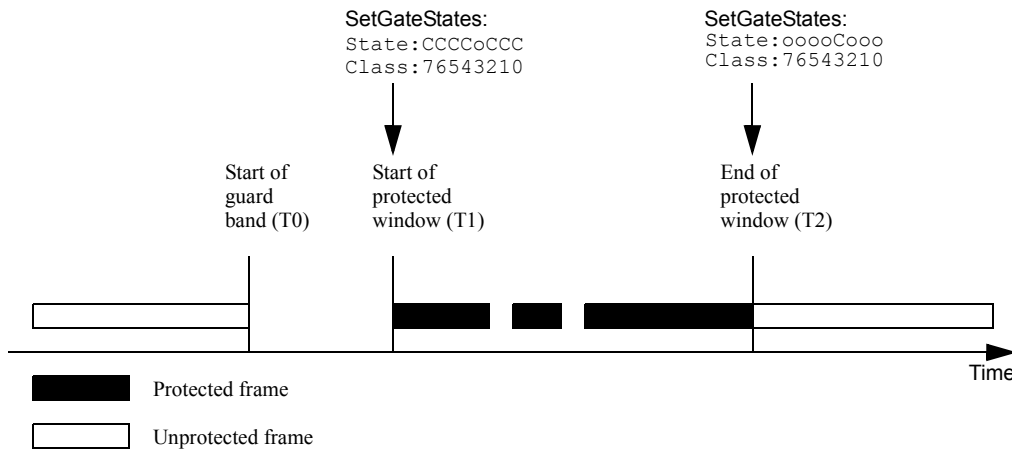 SetGateStates:
State:CCCCoCCC
Class:76543210
SetGateStates:
State:ooooCooo
Class:76543210
Start of
guard
band (T0)
Start of
protected
window (T1)
End of
protected
window (T2)
Time
Protected frame
Unprotected frame